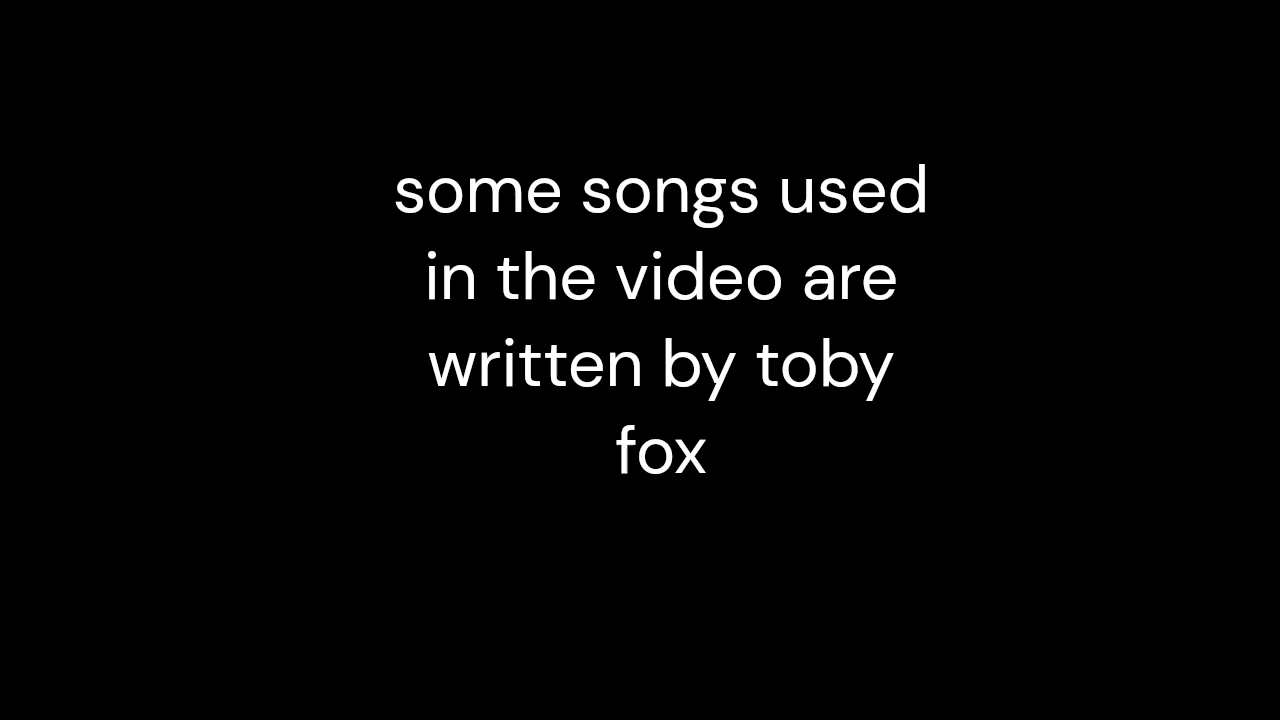 some songs used
in the video are
written by toby
fox